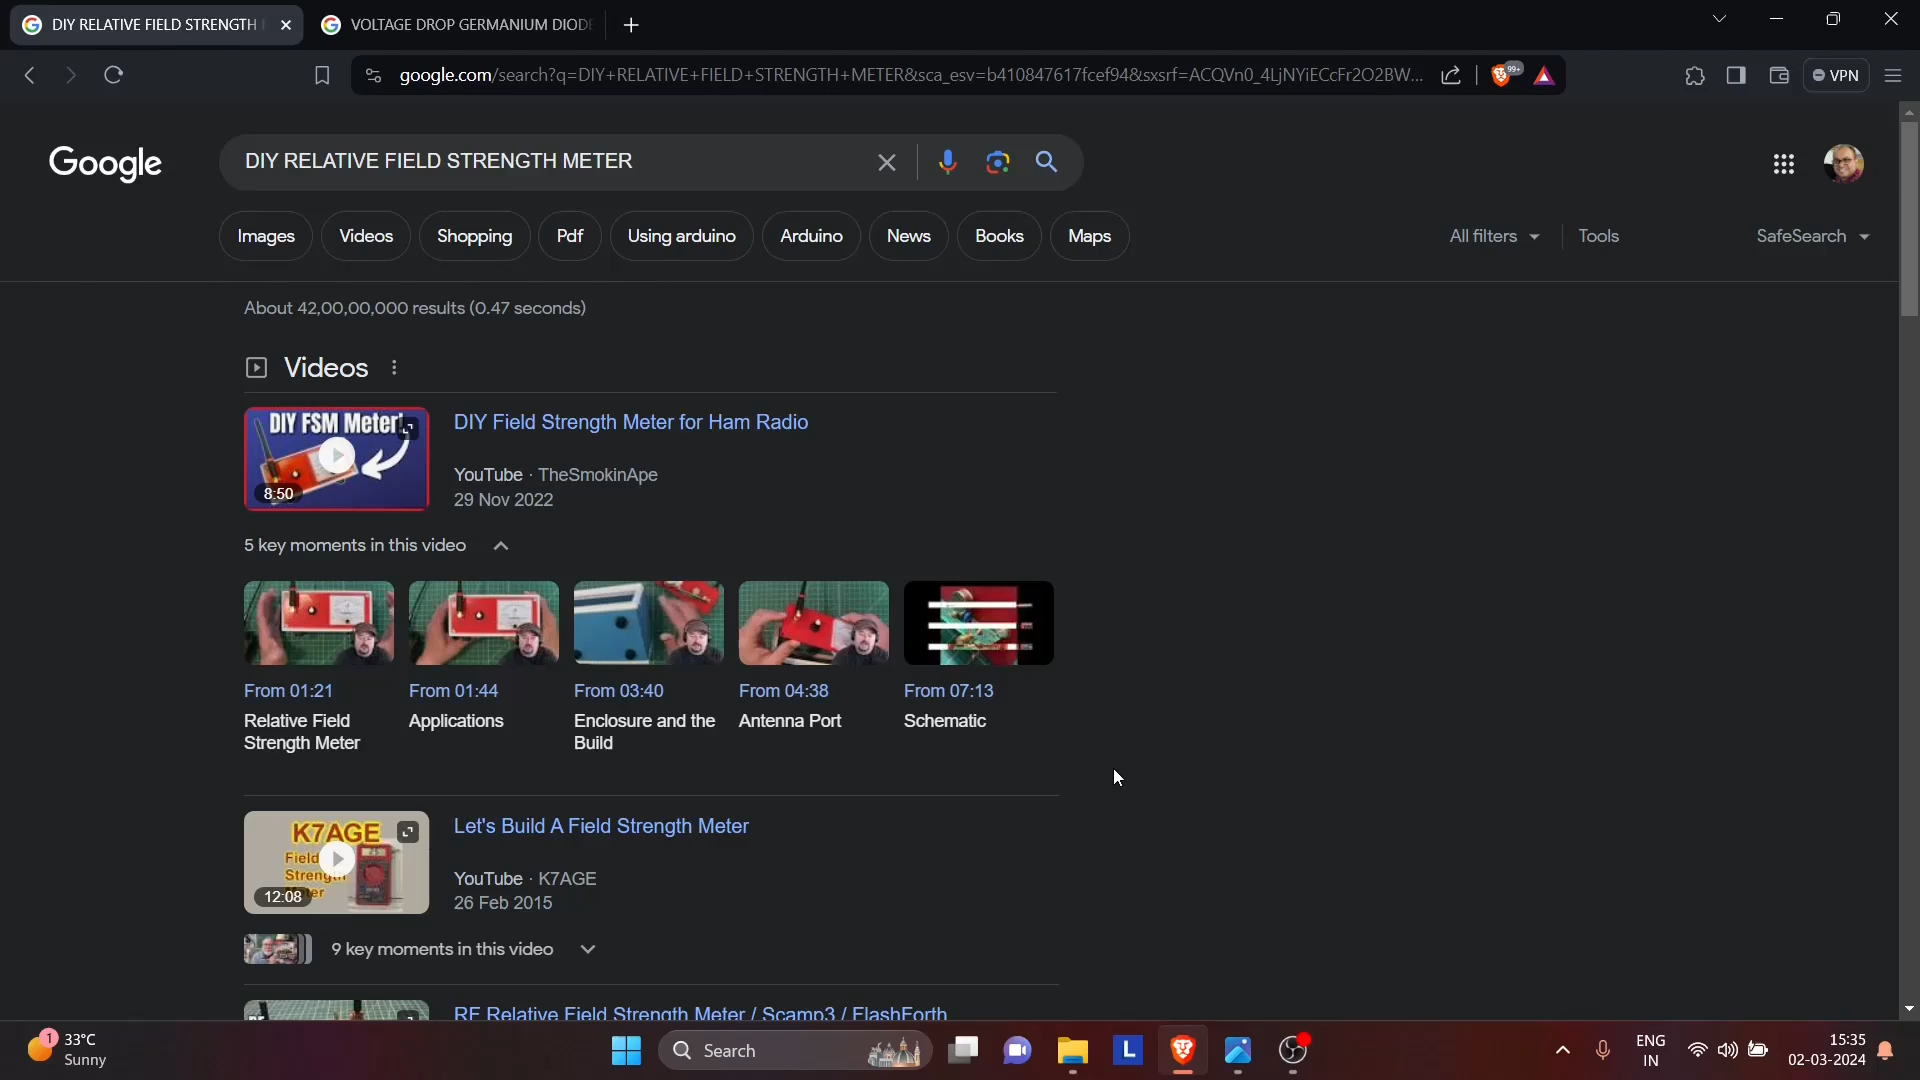 DIY RELATIVE FIELD STRENGTH
VOLTAGE DROP GERMANIUM DIODE
google.com/search?q=DIY+RELATIVE+FIELD+STRENGTH+METER&sca_esv=b410847617fcef94&sxsrf=ACQVn0_4LjNYiECcFr2O2BW...
99+
VPN
Google
DIY RELATIVE FIELD STRENGTH METER
Images
Videos
Shopping
Pdf
Using arduino
Arduino
News
Books
Maps
All filters
Tools
SafeSearch
About 42,00,00,000 results (0.47 seconds)
Videos
DIY FSM Meter!
8:50
DIY Field Strength Meter for Ham Radio
YouTube · TheSmokinApe
29 Nov 2022
5 key moments in this video
From 01:21
From 01:44
From 03:40
From 04:38
From 07:13
Relative Field
Strength Meter
Applications
Enclosure and the
Build
Antenna Port
Schematic
K7AGE
Field
12:08
Let's Build A Field Strength Meter
YouTube · K7AGE
26 Feb 2015
9 key moments in this video
RF Relative Field Strength Meter / Scamp3 / FlashForth
1
33°C
Sunny
Search
L
ENG
IN
15:35
02-03-2024